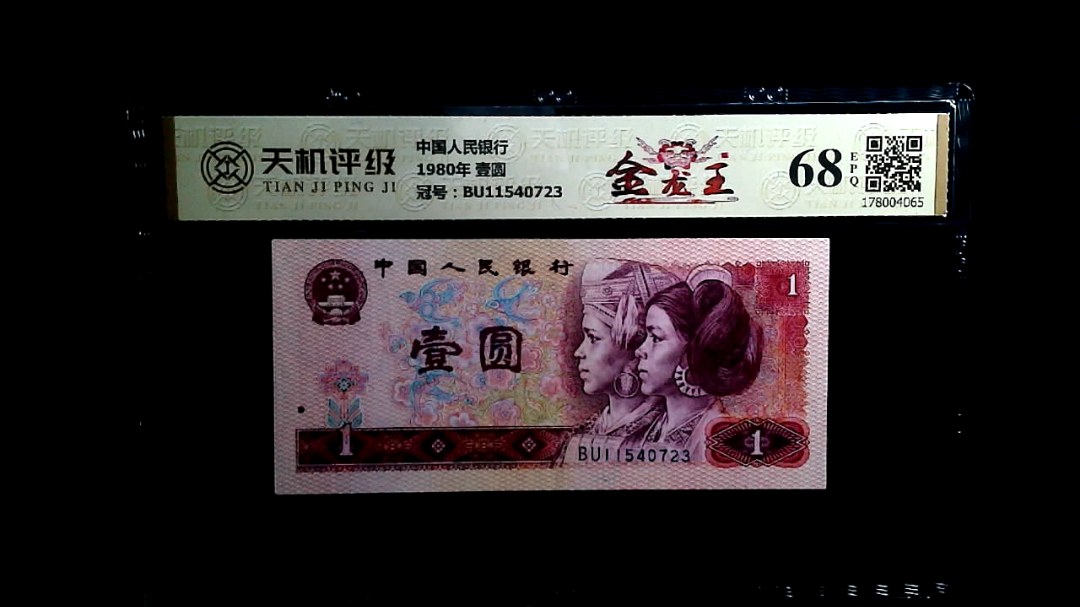 天机评级
TIAN JI PING JI
中国人民银行
1980年 壹圆
冠号：BU11540723
金龙王
68
EPQ
178004065
中国人民银行
1
壹圆
1
1
BU11540723